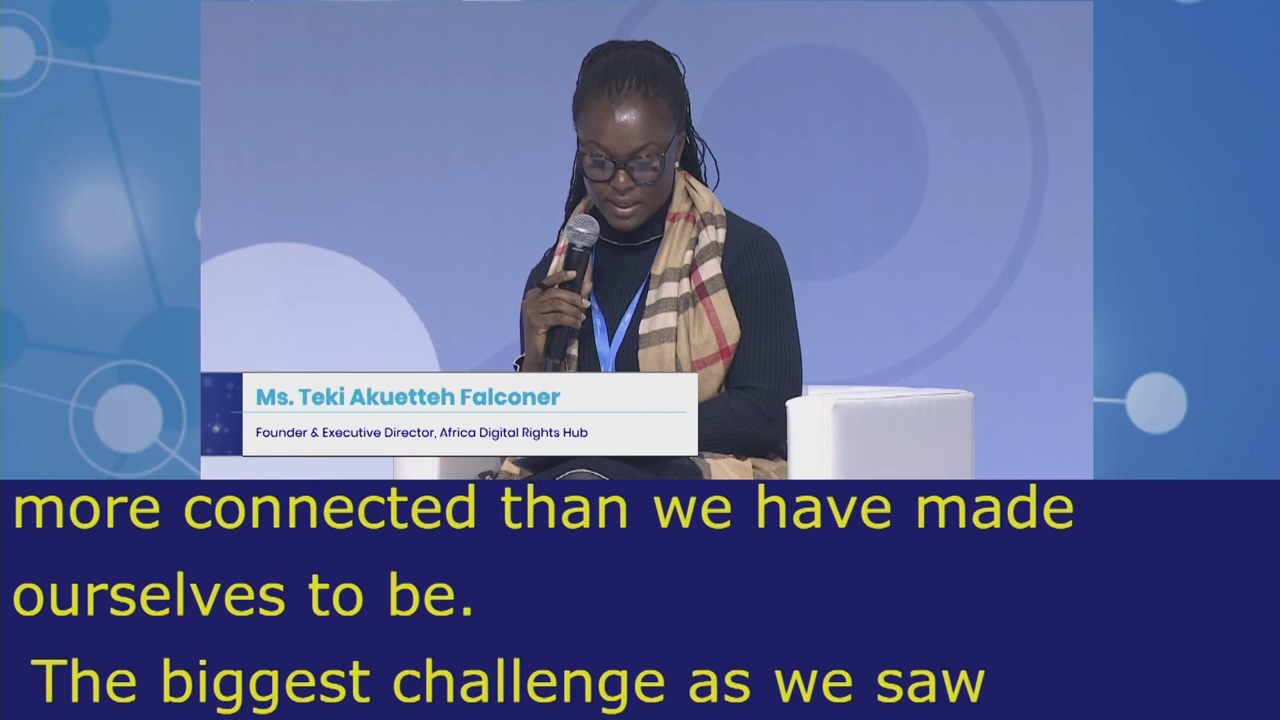 Ms. Teki Akuetteh Falconer
Founder & Executive Director, Africa Digital Rights Hub
more connected than we have made
ourselves to be.
The biggest challenge as we saw